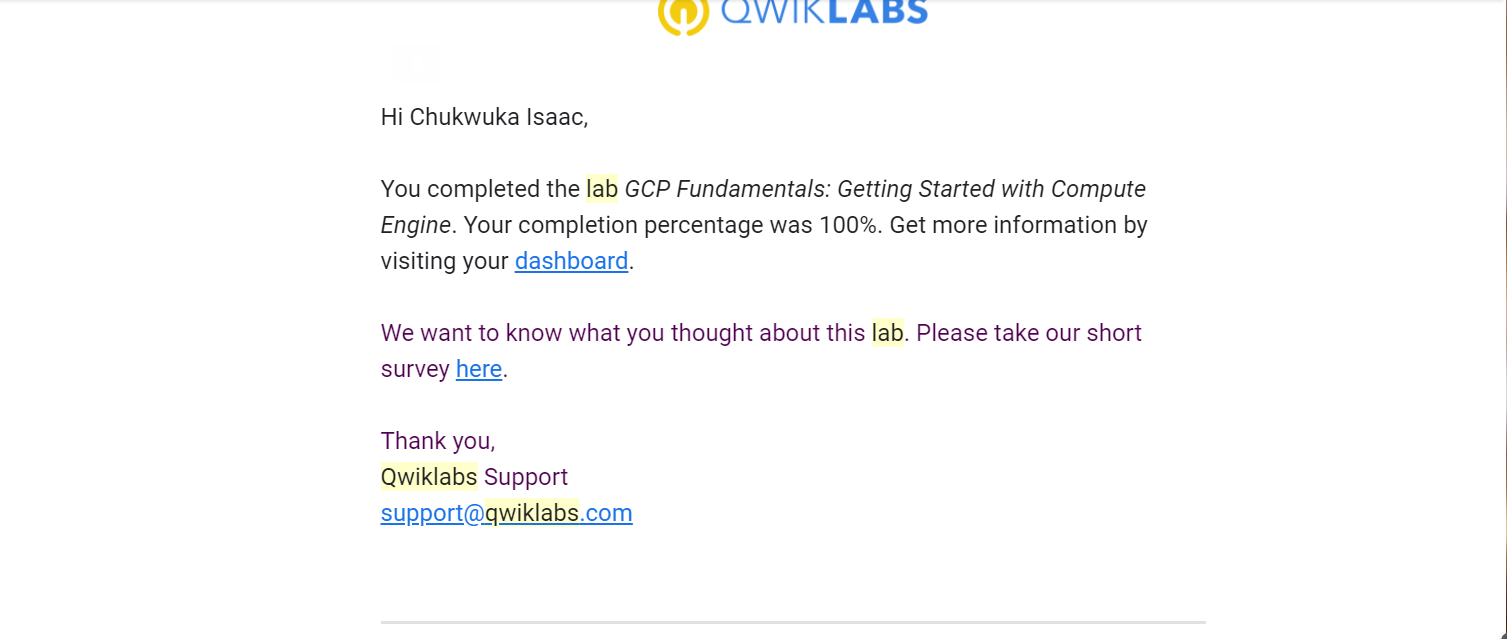 QWIKLABS
Hi Chukwuka Isaac,
You completed the lab GCP Fundamentals: Getting Started with Compute
Engine. Your completion percentage was 100%. Get more information by
visiting your dashboard.
We want to know what you thought about this lab. Please take our short
survey here.
Thank you,
Qwiklabs Support
support@qwiklabs.com